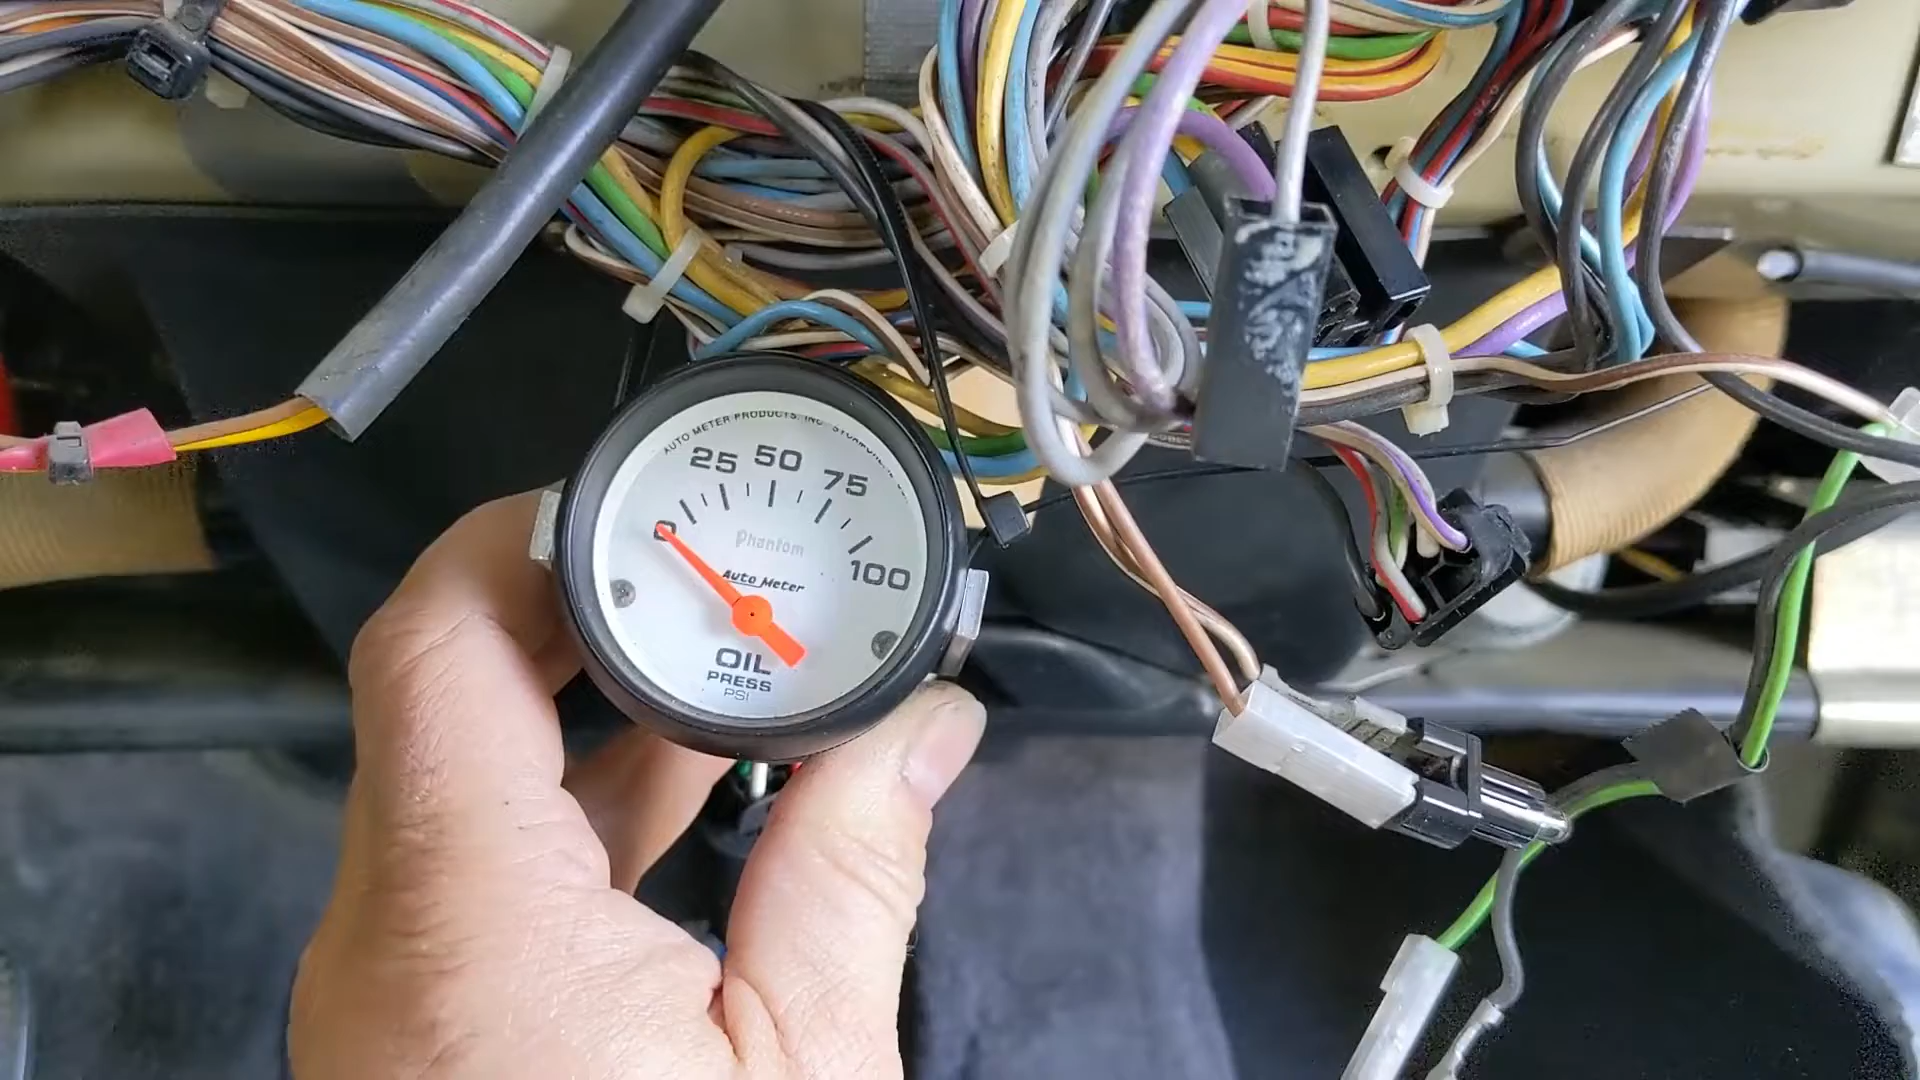 AUTO METER PRODUCTS, INC
25 50 75
0
100
Phantom
Auto Meter
OIL
PRESS
PSI